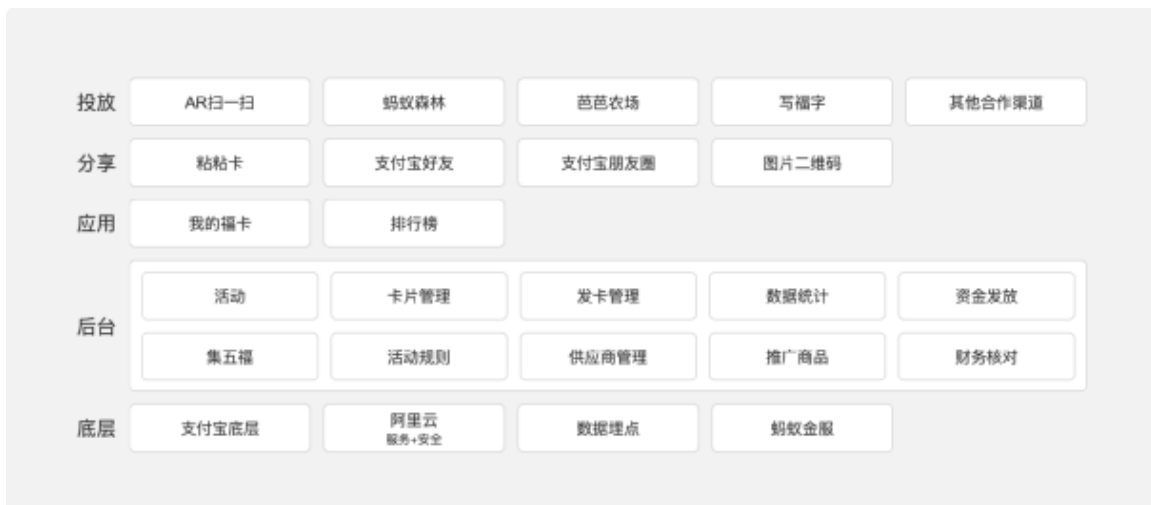 投放 AR扫一扫 蚂蚁森林 芭芭农场 写福字 其他合作渠道
分享 粘粘卡 支付宝好友 支付宝朋友圈 图片二维码
应用 我的福卡 排行榜
后台
活动 卡片管理 发卡管理 数据统计 资金发放
集五福 活动规则 供应商管理 推广商品 财务核对
底层 支付宝底层 阿里云 数据埋点 蚂蚁金服
服务+安全